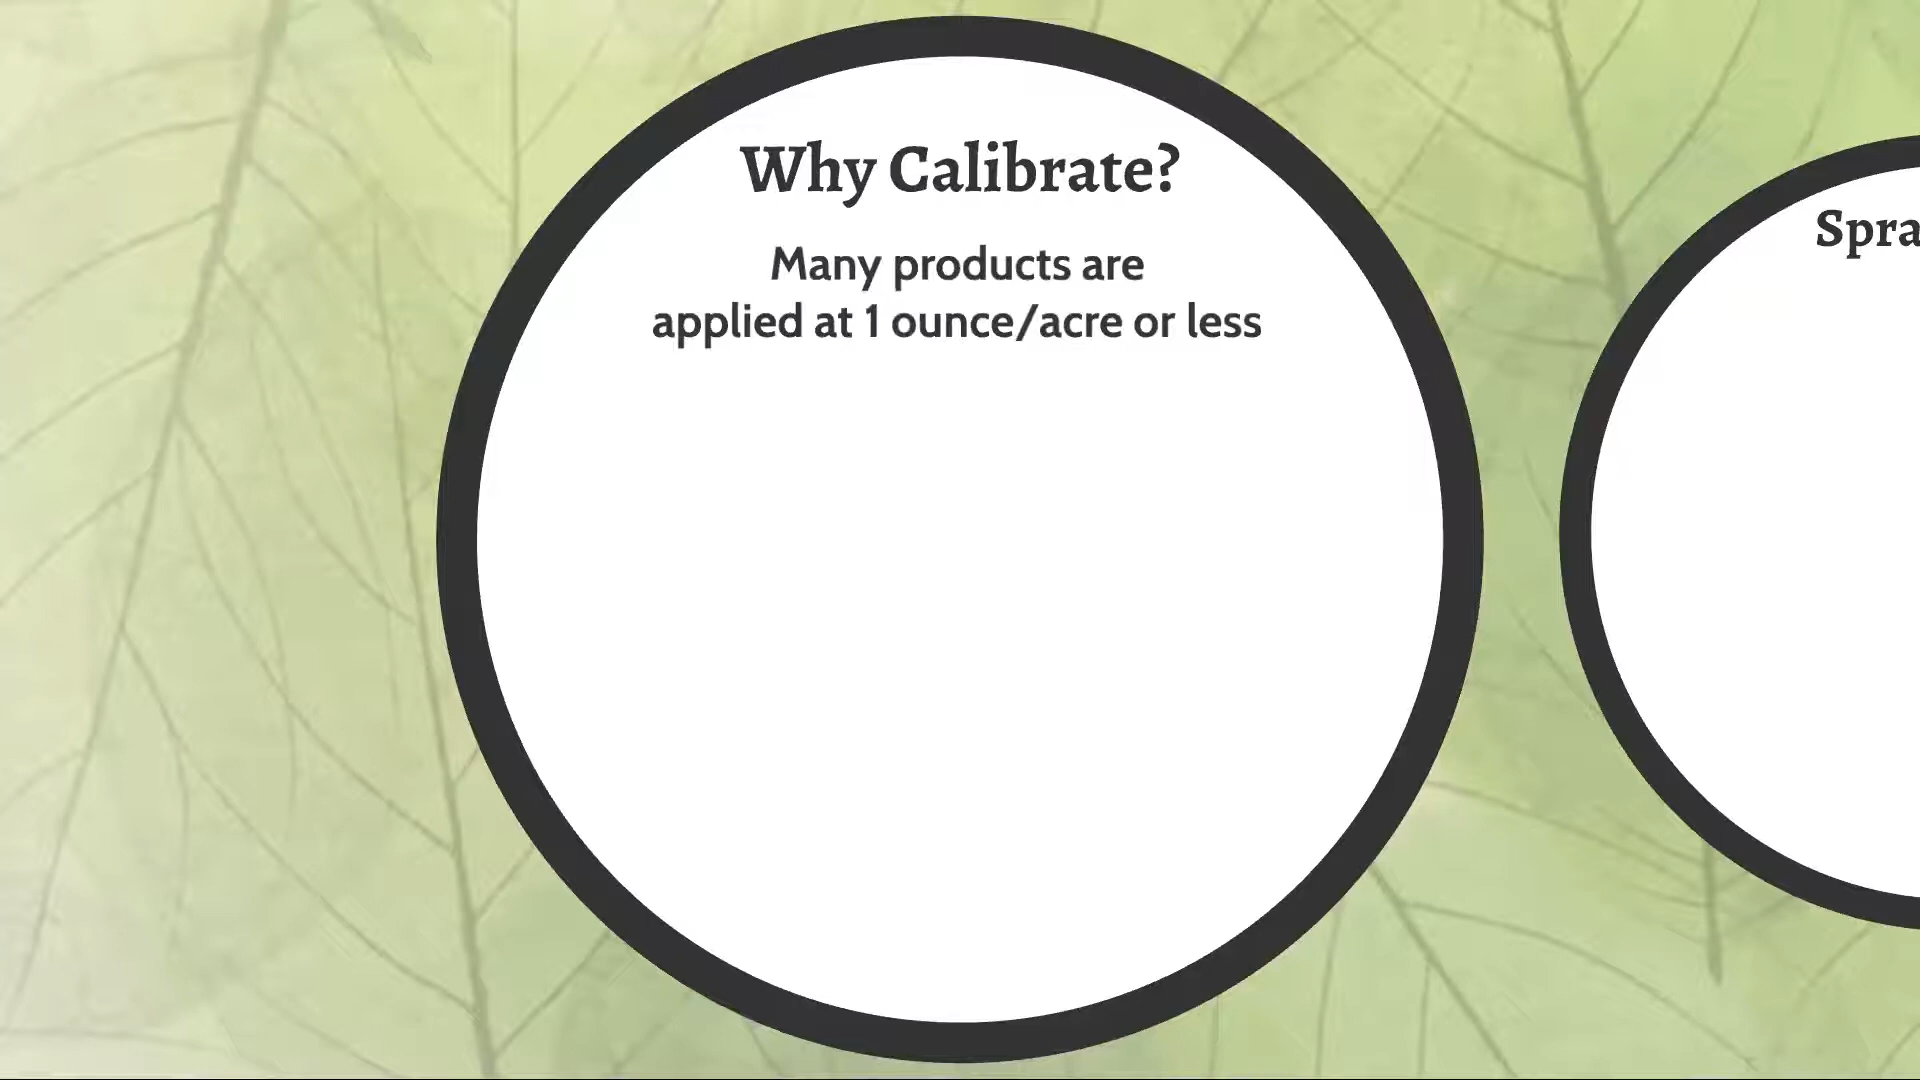 Why Calibrate?
Many products are
applied at 1 ounce/acre or less